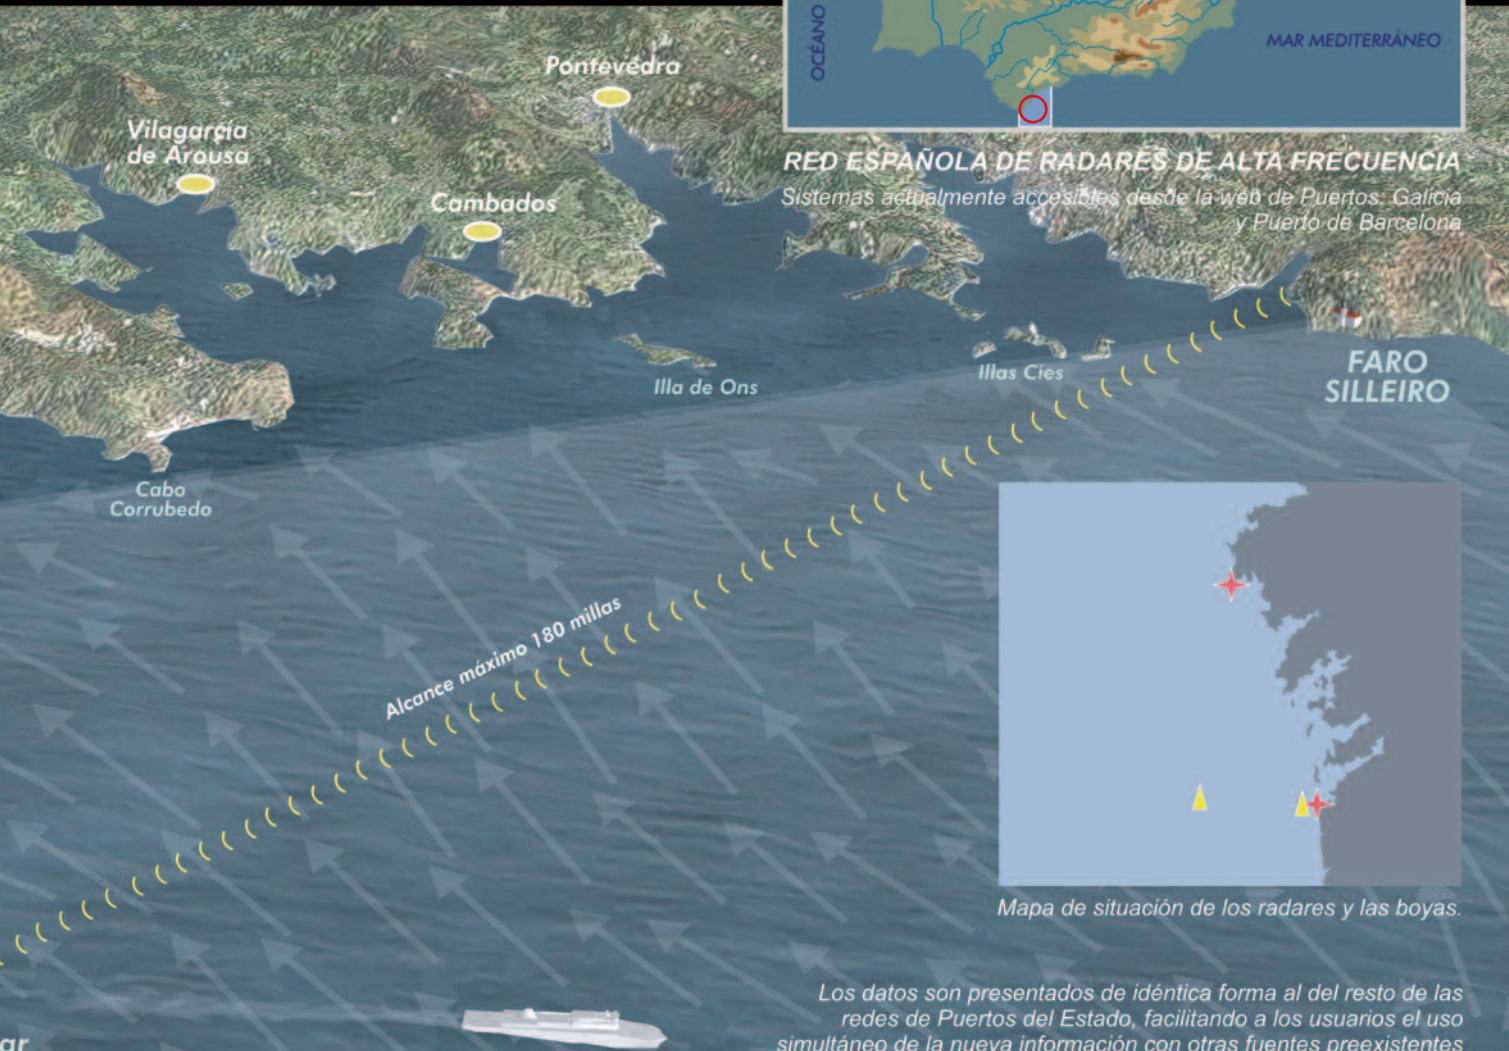 OCÉANO
MAR MEDITERRÁNEO
Pontevedra
Vilagarcía
de Arousa
Cambados
RED ESPAÑOLA DE RADARES DE ALTA FRECUENCIA
Sistemas actualmente accesibles desde la web de Puertos: Galicia
y Puerto de Barcelona
FARO
SILLEIRO
Illa de Ons
Illas Cíes
Cabo
Corrubedo
Alcance máximo 180 millas
Mapa de situación de los radares y las boyas.
Los datos son presentados de idéntica forma al del resto de las
redes de Puertos del Estado, facilitando a los usuarios el uso
simultáneo de la nueva información con otras fuentes preexistentes